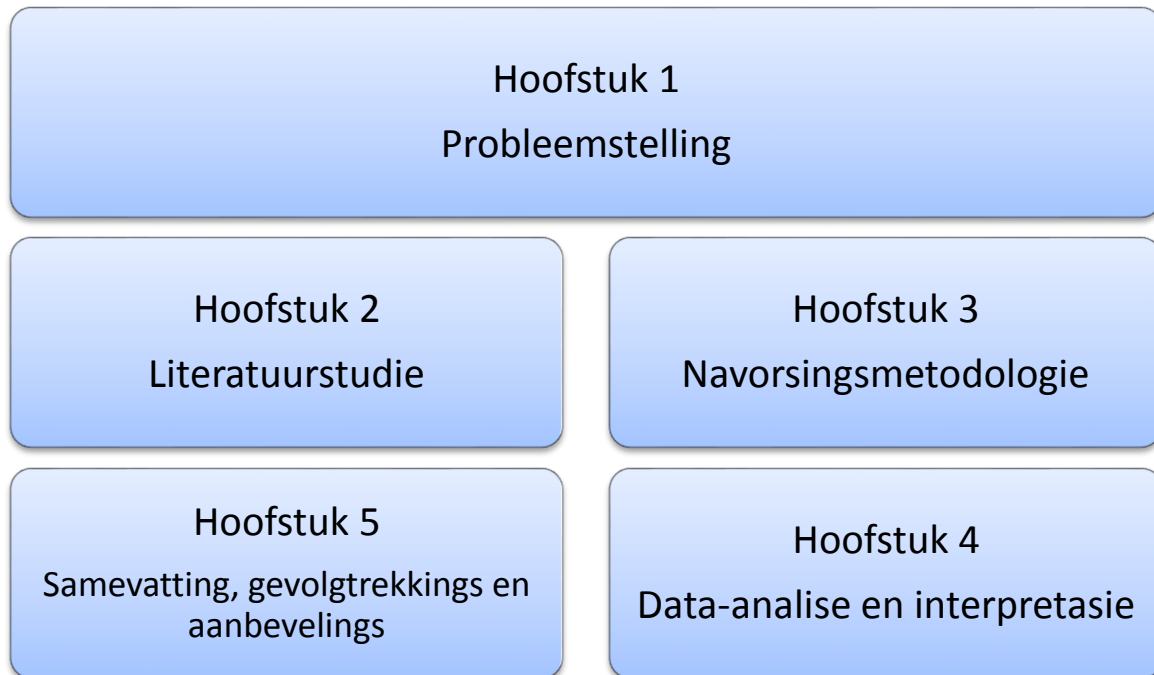 Hoofstuk 1
Probleemstelling
Hoofstuk 2
Literatuurstudie
Hoofstuk 3
Navorsingsmetodologie
Hoofstuk 5
Samevatting, gevolgtrekkings en
aanbevelings
Hoofstuk 4
Data-analise en interpretasie